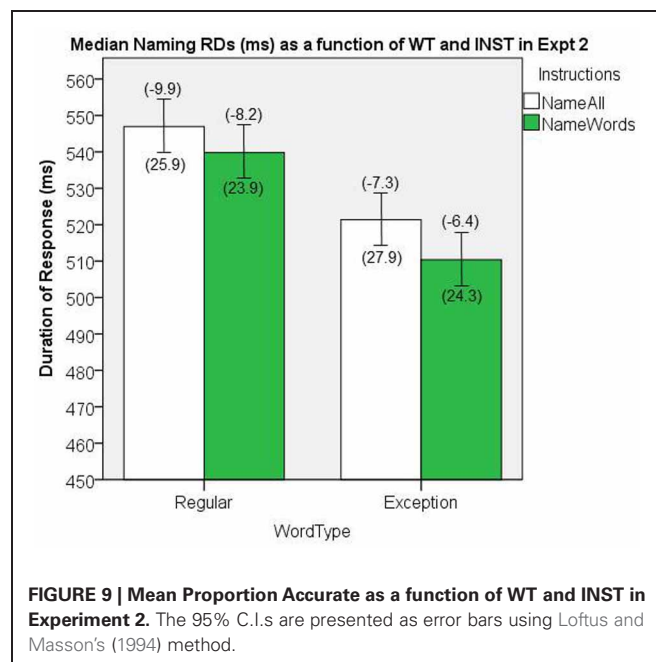 Median Naming RDs (ms) as a function of WT and INST in Expt 2
Instructions
NameAll
NameWords
Duration of Response (ms)
560
550
540
530
520
510
500
490
480
470
460
450
(-9.9)
(-8.2)
(25.9)
(23.9)
(-7.3)
(-6.4)
(27.9)
(24.3)
Regular
Exception
WordType
FIGURE 9 | Mean Proportion Accurate as a function of WT and INST in
Experiment 2. The 95% C.I.s are presented as error bars using Loftus and
Masson's (1994) method.